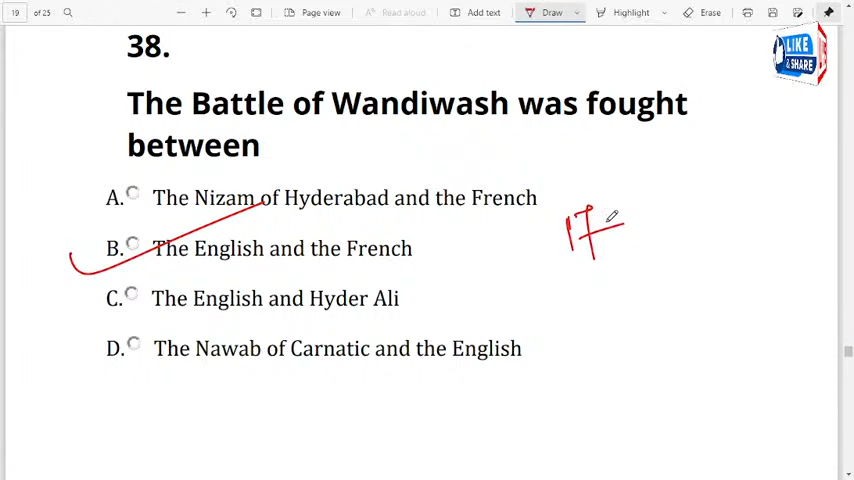 19 of 25 Page view Read aloud Add text Draw Highlight Erase
38.
LIKE
& SHARE
The Battle of Wandiwash was fought
between
A. The Nizam of Hyderabad and the French
17
B. The English and the French
C. The English and Hyder Ali
D. The Nawab of Carnatic and the English